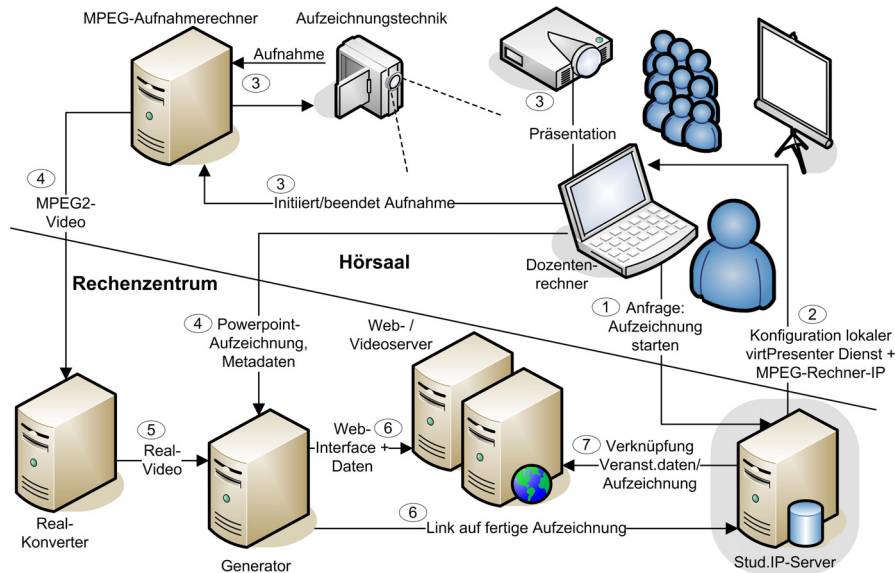 MPEG-Aufnahmerechner
Aufzeichnungstechnik
Aufnahme
3
3
Präsentation
3
Initiiert/beendet Aufnahme
4
MPEG2-
Video
Hörsaal
Rechenzentrum
Dozenten-
rechner
1
Anfrage:
Aufzeichnung
starten
2
Konfiguration lokaler
virtPresenter Dienst +
MPEG-Rechner-IP
4
Powerpoint-
Aufzeichnung,
Metadaten
Web- /
Videoserver
5
Real-
Video
Web-
Interface +
Daten
6
7
Verknüpfung
Veranst.daten/
Aufzeichnung
6
Link auf fertige Aufzeichnung
Real-
Konverter
Generator
Stud.IP-Server